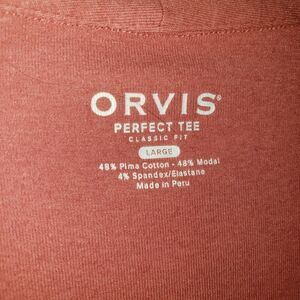 ORVIS®
PERFECT TEE
CLASSIC FIT
LARGE
48% Pima Cotton • 48% Modal
4% Spandex/Elastane
Made in Peru